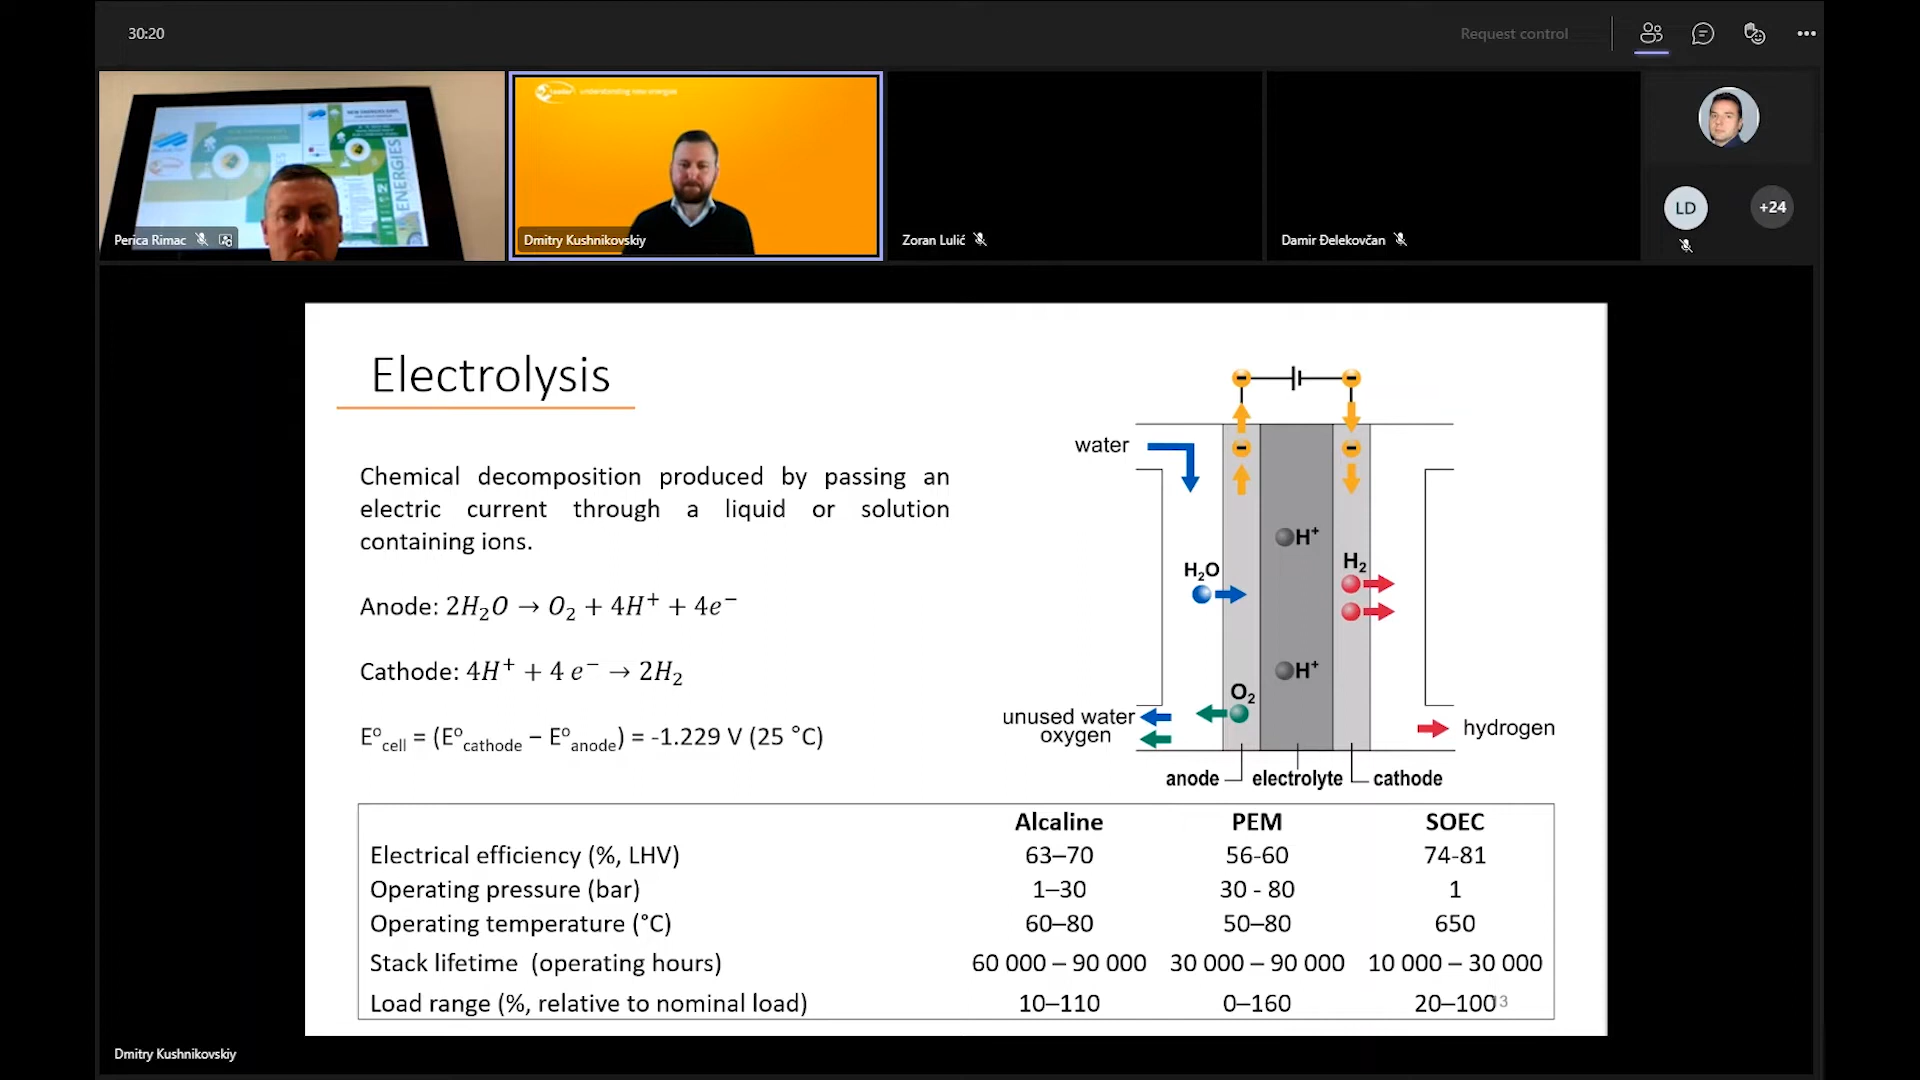 30:20
Request control
understanding new energies
ENERGIES
Perica Rimac
Dmitry Kushnikovskiy
Zoran Lulić
Damir Đelekovčan
LD
+24
Electrolysis
Chemical decomposition produced by passing an
electric current through a liquid or solution
containing ions.
Anode: 2H₂O → O₂ + 4H⁺ + 4e⁻
Cathode: 4H⁺ + 4 e⁻ → 2H₂
E°cell = (E°cathode – E°anode) = -1.229 V (25 °C)
water
H⁺
H₂O
H₂
H⁺
O₂
unused water
oxygen
hydrogen
anode electrolyte cathode
Alcaline PEM SOEC
Electrical efficiency (%, LHV) 63–70 56-60 74-81
Operating pressure (bar) 1–30 30 - 80 1
Operating temperature (°C) 60–80 50–80 650
Stack lifetime (operating hours) 60 000 – 90 000 30 000 – 90 000 10 000 – 30 000
Load range (%, relative to nominal load) 10–110 0–160 20–100
Dmitry Kushnikovskiy